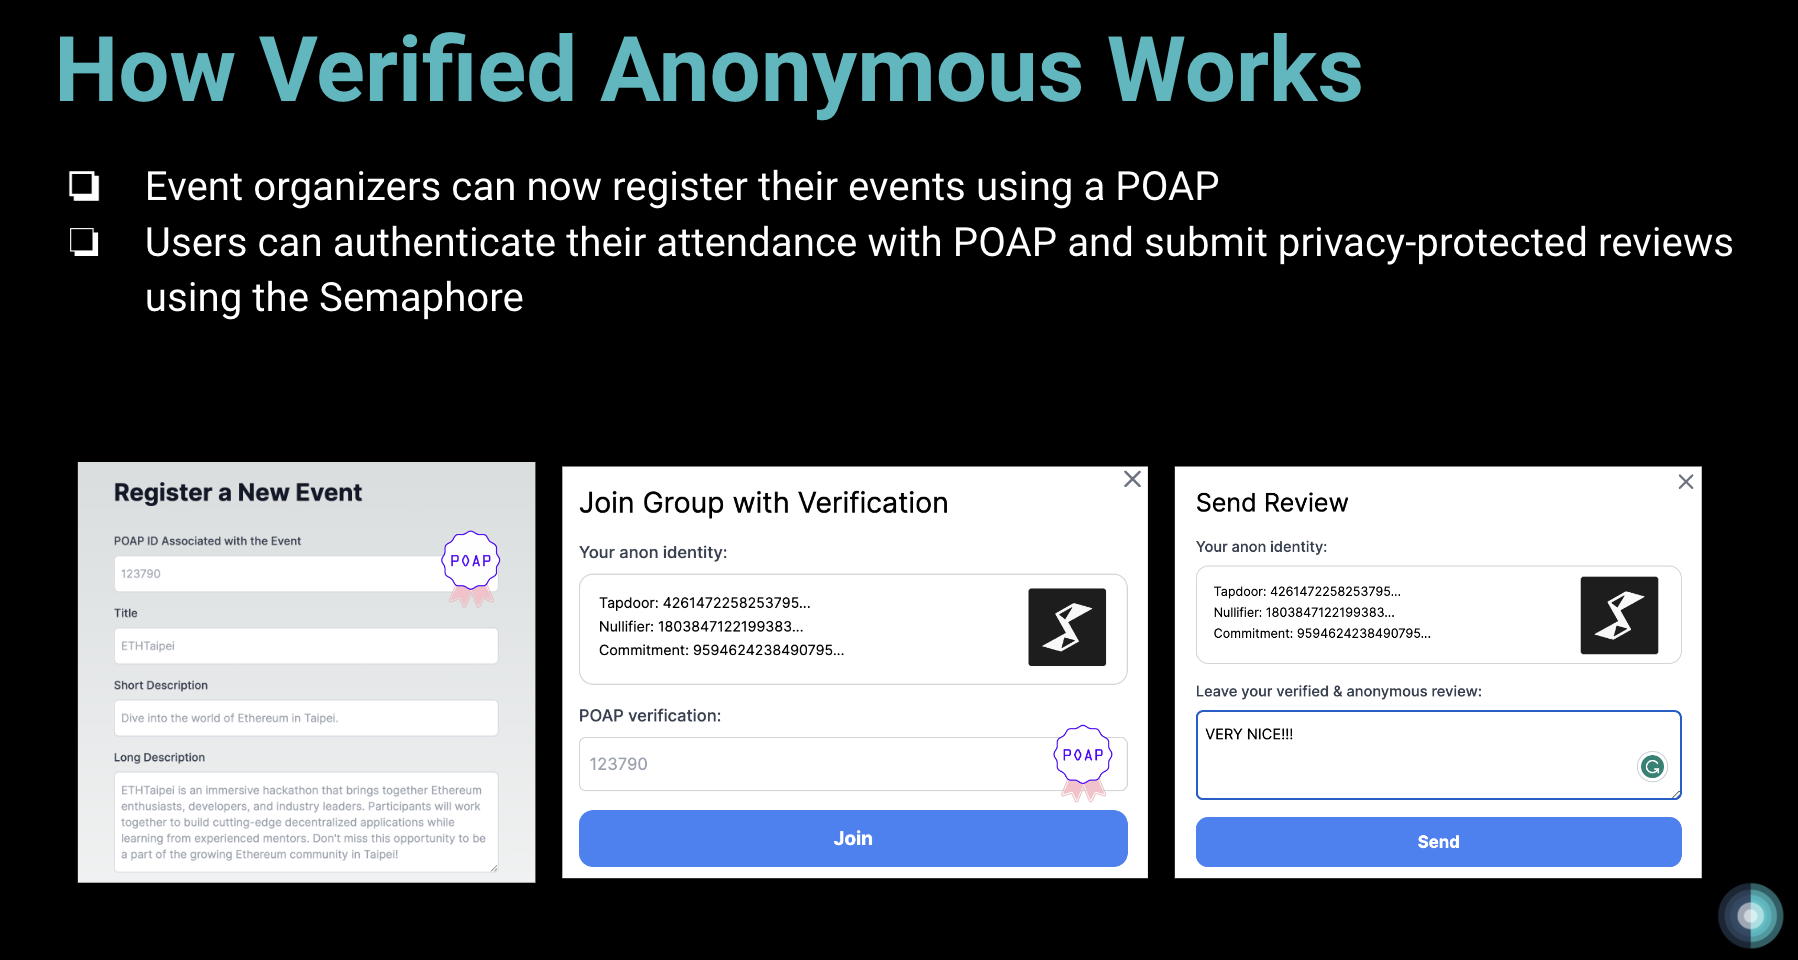 How Verified Anonymous Works
Event organizers can now register their events using a POAP
Users can authenticate their attendance with POAP and submit privacy-protected reviews
using the Semaphore
Register a New Event
POAP ID Associated with the Event
123790
POAP
Title
ETHTaipei
Short Description
Dive into the world of Ethereum in Taipei.
Long Description
ETHTaipei is an immersive hackathon that brings together Ethereum
enthusiasts, developers, and industry leaders. Participants will work
together to build cutting-edge decentralized applications while
learning from experienced mentors. Don't miss this opportunity to be
a part of the growing Ethereum community in Taipei!
Join Group with Verification
Your anon identity:
Tapdoor: 4261472258253795...
Nullifier: 1803847122199383...
Commitment: 9594624238490795...
POAP verification:
123790
POAP
Join
Send Review
Your anon identity:
Tapdoor: 4261472258253795...
Nullifier: 1803847122199383...
Commitment: 9594624238490795...
Leave your verified & anonymous review:
VERY NICE!!!
Send